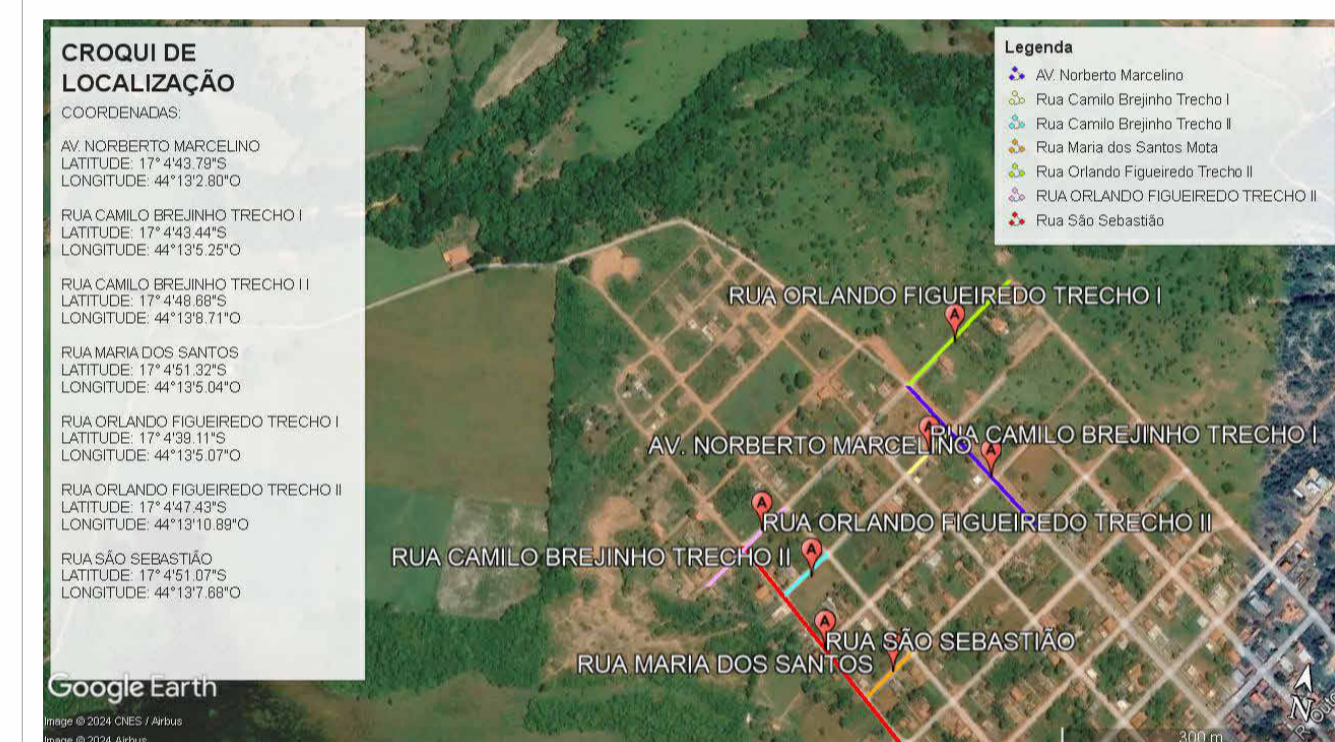 CROQUI DE
LOCALIZAÇÃO
COORDENADAS:
AV. NORBERTO MARCELINO
LATITUDE: 17° 4'43.79"S
LONGITUDE: 44°13'2.80"O
RUA CAMILO BREJINHO TRECHO I
LATITUDE: 17° 4'43.44"S
LONGITUDE: 44°13'5.25"O
RUA CAMILO BREJINHO TRECHO I I
LATITUDE: 17° 4'48.68"S
LONGITUDE: 44°13'8.71"O
RUA MARIA DOS SANTOS
LATITUDE: 17° 4'51.32"S
LONGITUDE: 44°13'5.04"O
RUA ORLANDO FIGUEIREDO TRECHO I
LATITUDE: 17° 4'39.11"S
LONGITUDE: 44°13'5.07"O
RUA ORLANDO FIGUEIREDO TRECHO II
LATITUDE: 17° 4'47.43"S
LONGITUDE: 44°13'10.89"O
RUA SÃO SEBASTIÃO
LATITUDE: 17° 4'51.07"S
LONGITUDE: 44°13'7.68"O
Google Earth
Image © 2024 CNES / Airbus
Image © 2024 Airbus
Legenda
AV. Norberto Marcelino
Rua Camilo Brejinho Trecho I
Rua Camilo Brejinho Trecho II
Rua Maria dos Santos Mota
Rua Orlando Figueiredo Trecho II
RUA ORLANDO FIGUEIREDO TRECHO II
Rua São Sebastião
RUA ORLANDO FIGUEIREDO TRECHO I
A
A
RUA CAMILO BREJINHO TRECHO I
AV. NORBERTO MARCELINO
A
A
RUA ORLANDO FIGUEIREDO TRECHO II
RUA CAMILO BREJINHO TRECHO II
A
A
RUA SÃO SEBASTIÃO
RUA MARIA DOS SANTOS
N
300 m